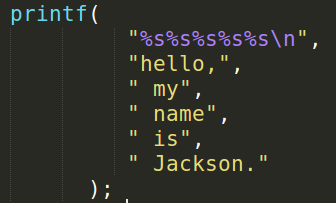 printf(
"%s%s%s%s%s\n",
"hello,",
" my",
" name",
" is",
" Jackson."
);